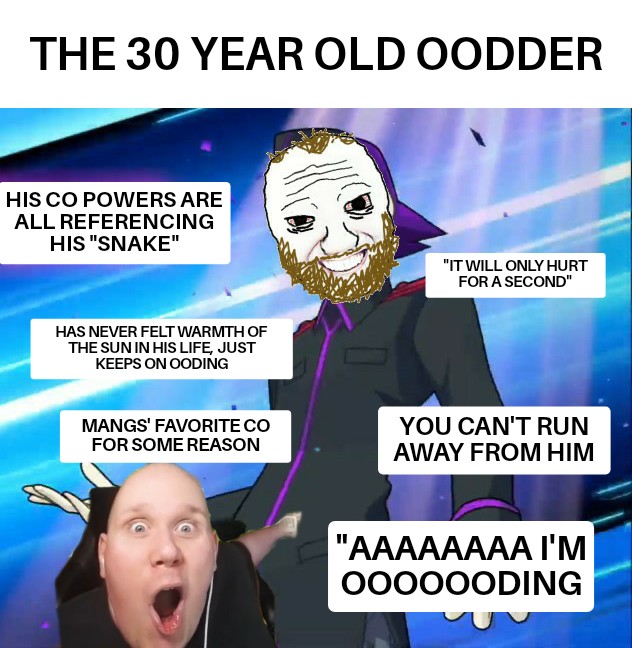 THE 30 YEAR OLD OODDER
HIS CO POWERS ARE
ALL REFERENCING
HIS "SNAKE"
"IT WILL ONLY HURT
FOR A SECOND"
HAS NEVER FELT WARMTH OF
THE SUN IN HIS LIFE, JUST
KEEPS ON OODING
MANGS' FAVORITE CO
FOR SOME REASON
YOU CAN'T RUN
AWAY FROM HIM
"AAAAAAAA I'M
OOOOOODING